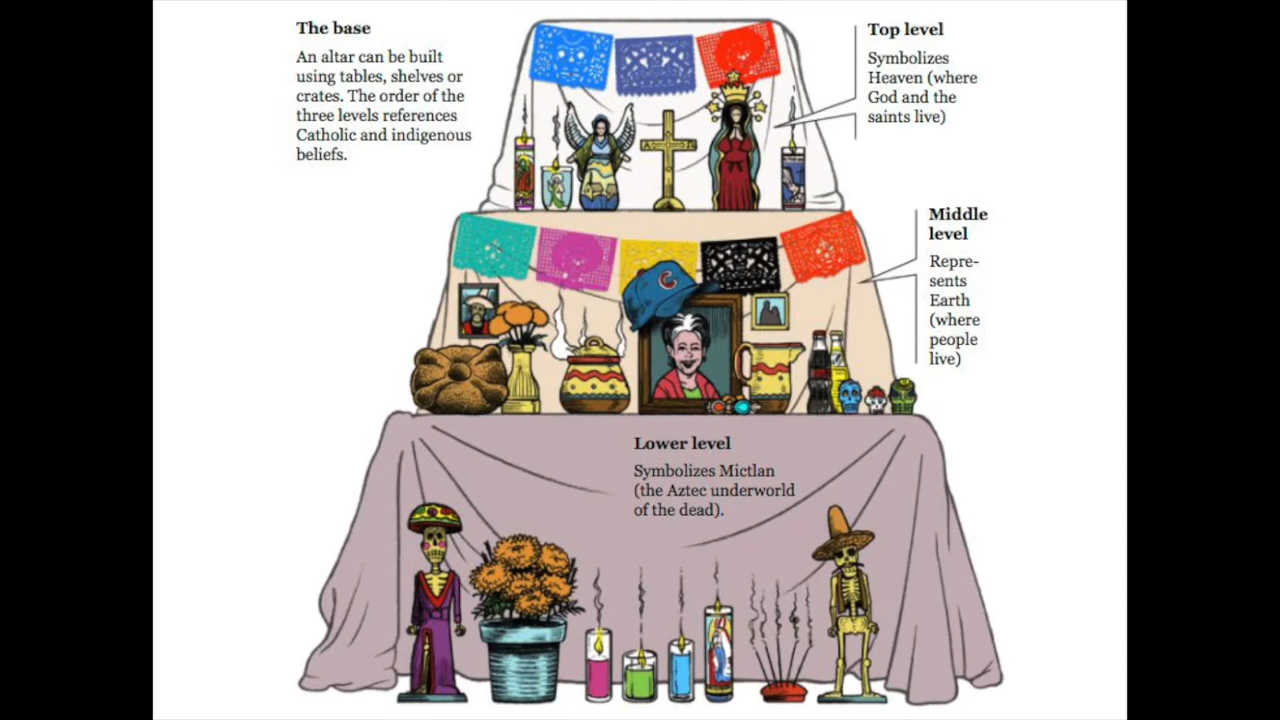 The base
An altar can be built
using tables, shelves or
crates. The order of the
three levels references
Catholic and indigenous
beliefs.
Top level
Symbolizes
Heaven (where
God and the
saints live)
Middle
level
Repre-
sents
Earth
(where
people
live)
C
Lower level
Symbolizes Mictlan
(the Aztec underworld
of the dead).